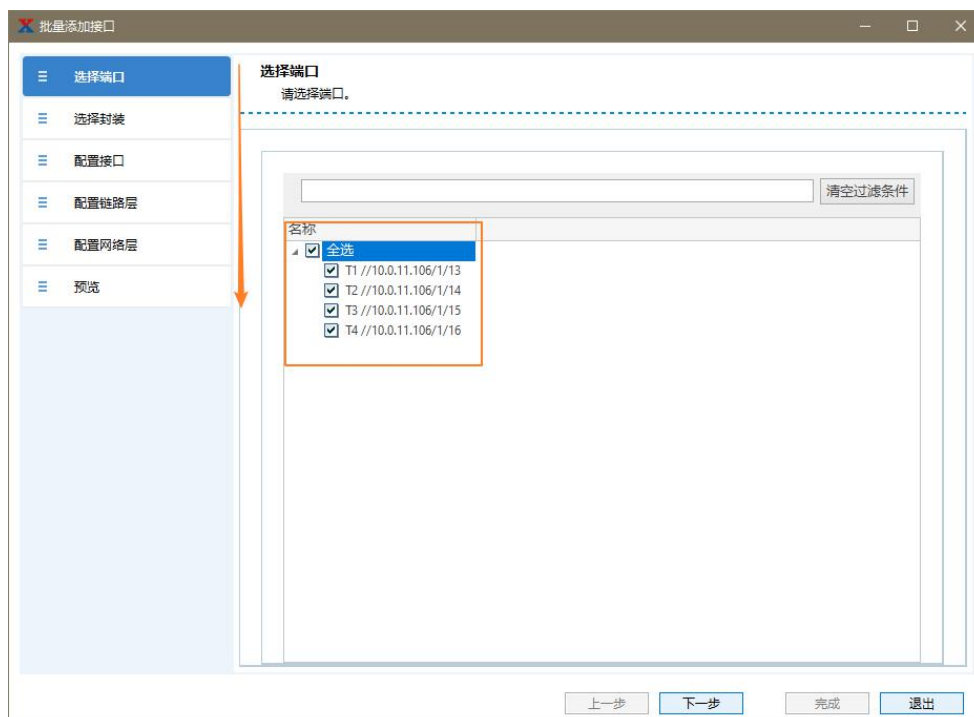 批量添加接口
选择端口
选择封装
配置接口
配置链路层
配置网络层
预览
选择端口
请选择端口。
清空过滤条件
名称
全选
T1 //10.0.11.106/1/13
T2 //10.0.11.106/1/14
T3 //10.0.11.106/1/15
T4 //10.0.11.106/1/16
上一步 下一步 完成 退出